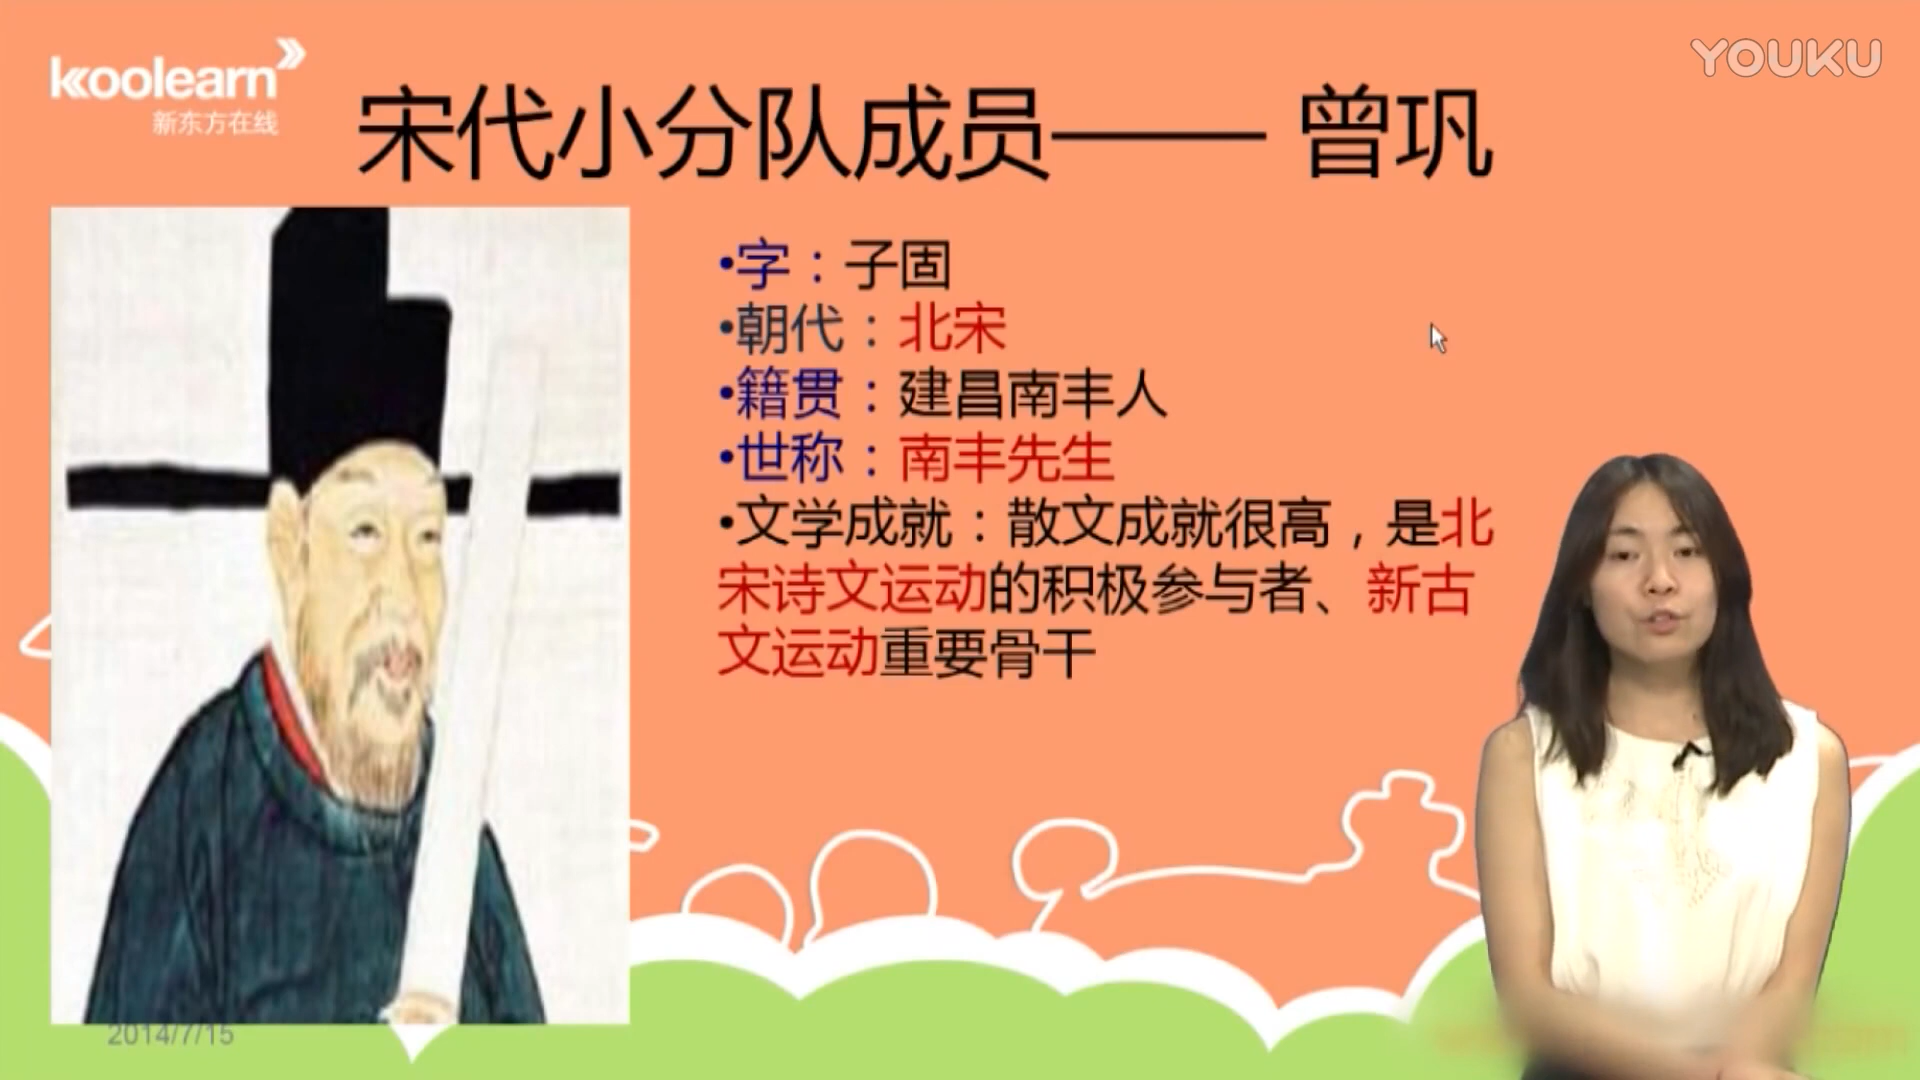 koolearn
新东方在线
YOUKU
宋代小分队成员—— 曾巩
•字：子固
•朝代：北宋
•籍贯：建昌南丰人
•世称：南丰先生
•文学成就：散文成就很高，是北
宋诗文运动的积极参与者、新古
文运动重要骨干
2014/7/15